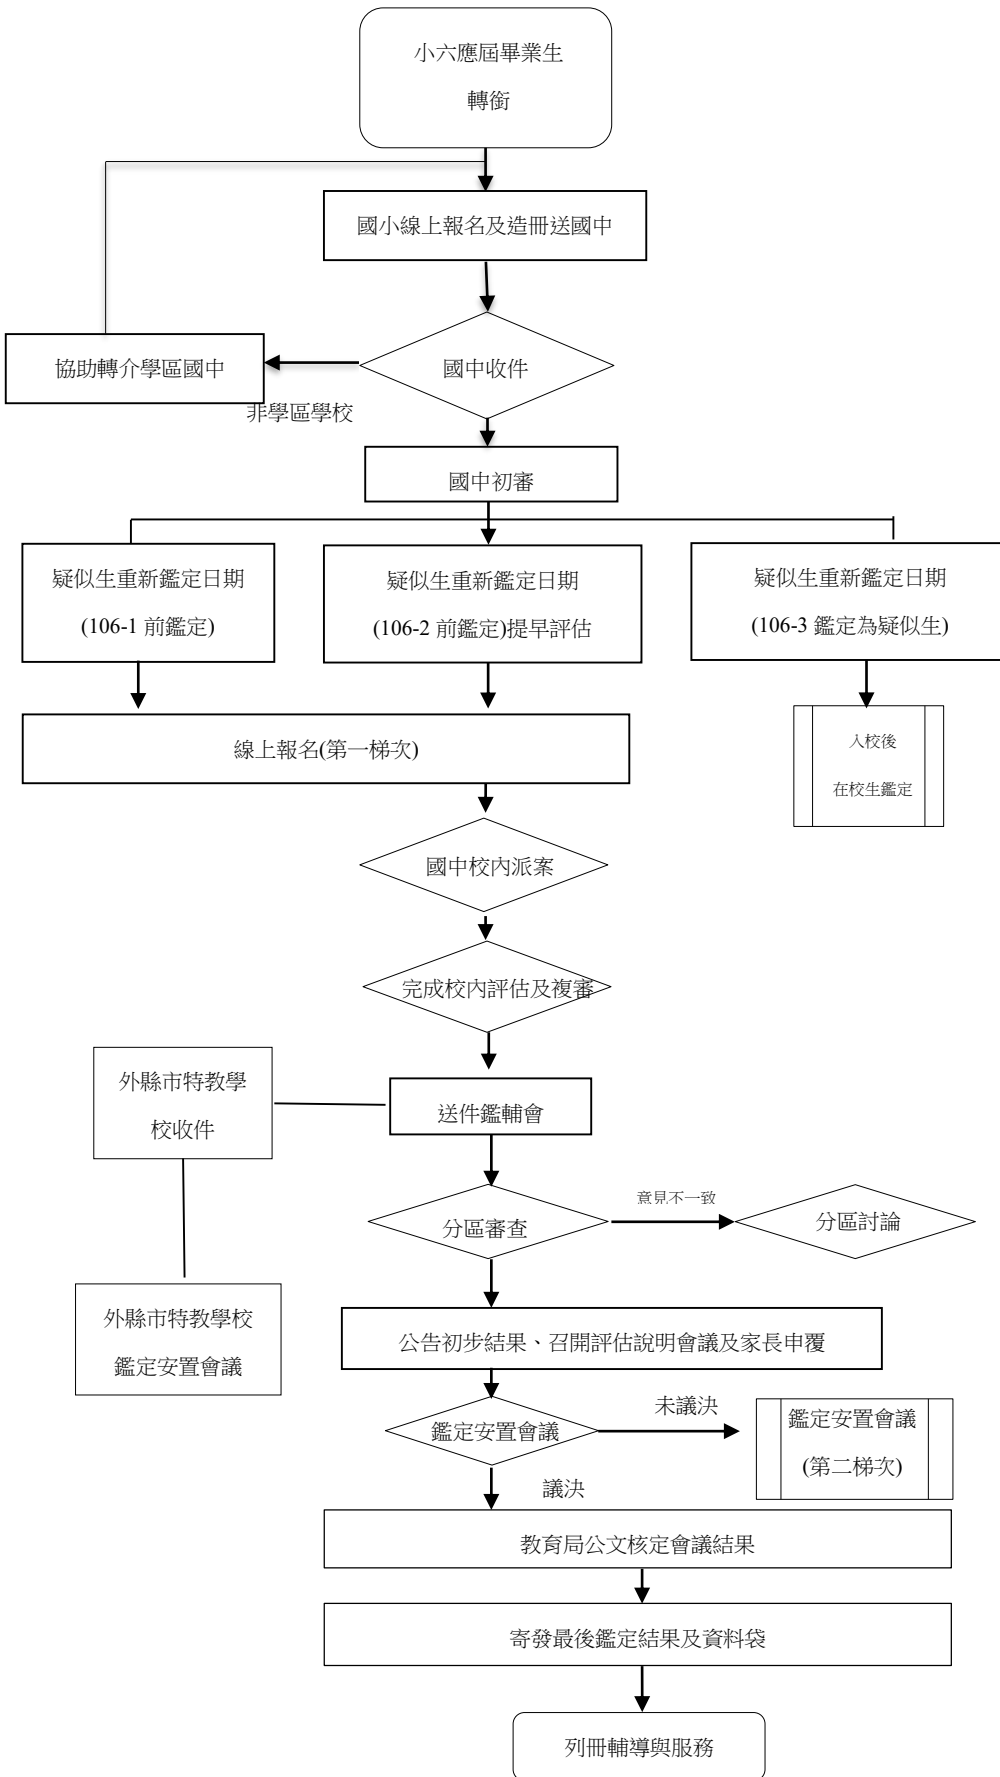 小六應屆畢業生
轉銜
國小線上報名及造冊送國中
協助轉介學區國中
國中收件
非學區學校
國中初審
疑似生重新鑑定日期
(106-1 前鑑定)
疑似生重新鑑定日期
(106-2 前鑑定)提早評估
疑似生重新鑑定日期
(106-3 鑑定為疑似生)
線上報名(第一梯次)
入校後
在校生鑑定
國中校內派案
完成校內評估及複審
外縣市特教學
校收件
送件鑑輔會
分區審查
意見不一致
分區討論
外縣市特教學校
鑑定安置會議
公告初步結果、召開評估說明會議及家長申覆
鑑定安置會議
未議決
鑑定安置會議
(第二梯次)
議決
教育局公文核定會議結果
寄發最後鑑定結果及資料袋
列冊輔導與服務